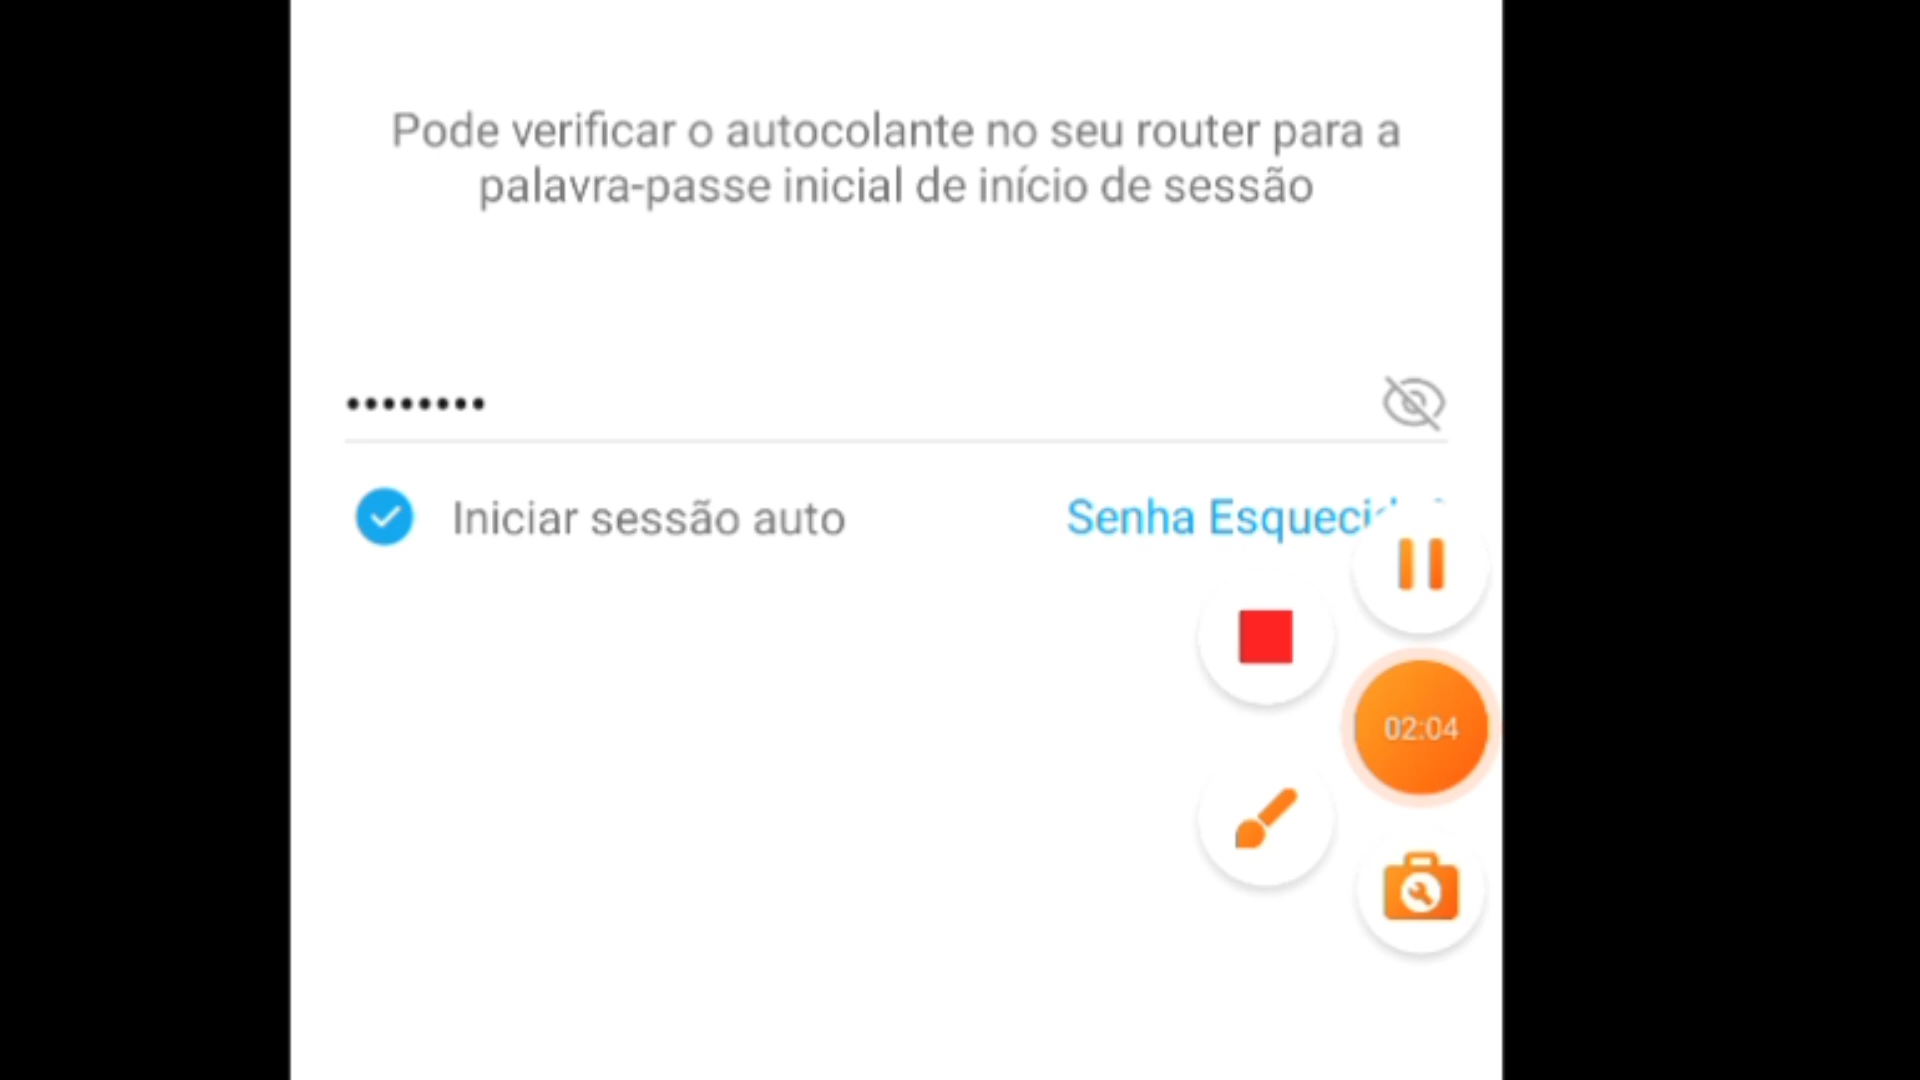 Pode verificar o autocolante no seu router para a
palavra-passe inicial de início de sessão
••••••••
Iniciar sessão auto
Senha
02:04